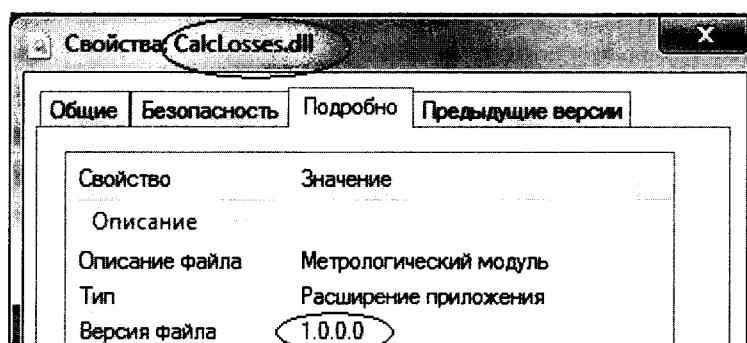 Свойства: CalcLosses.dll
X
Общие Безопасность Подробно Предыдущие версии
Свойство Значение
Описание
Описание файла Метрологический модуль
Тип Расширение приложения
Версия файла 1.0.0.0